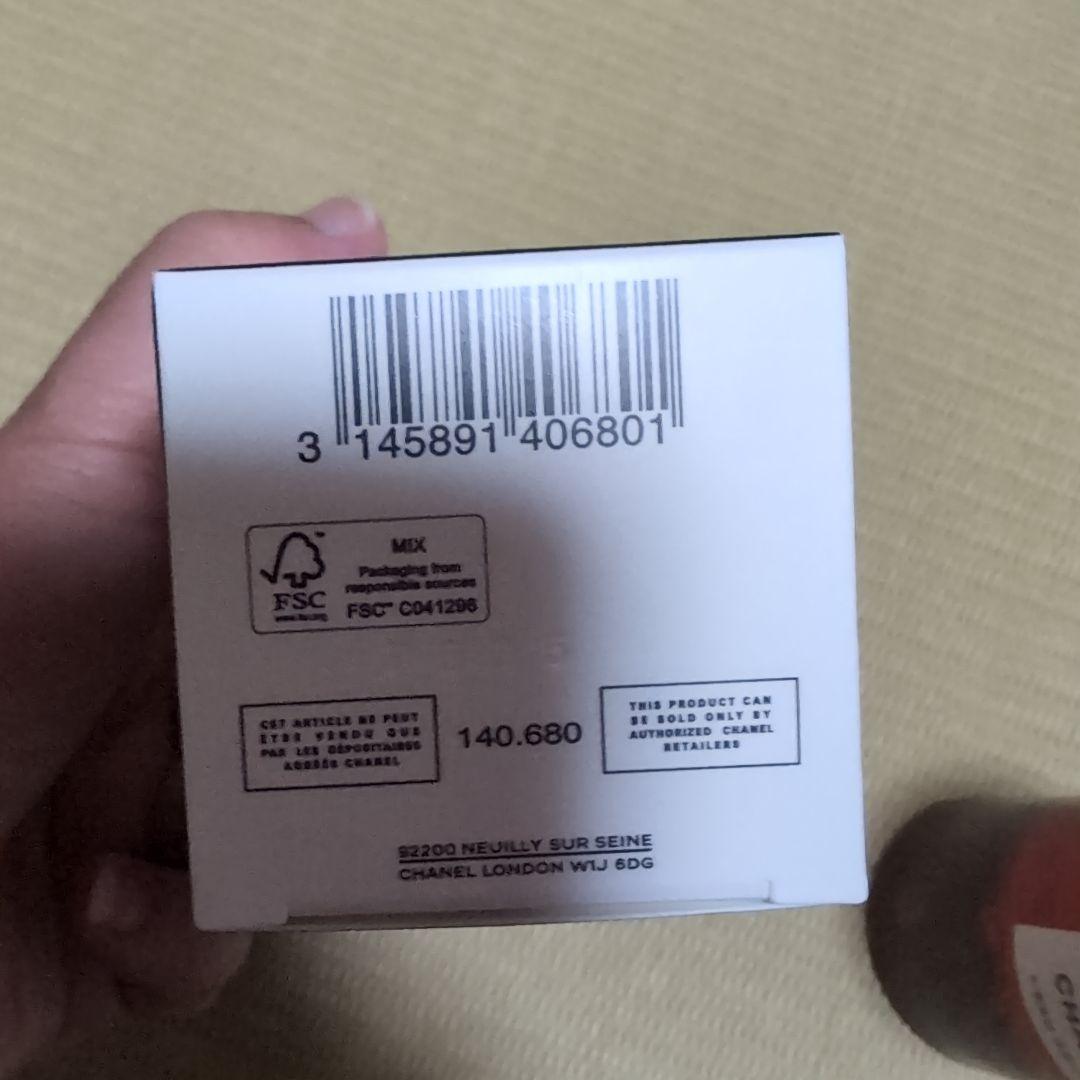 3 145891 406801
MIX
Packaging from
responsible sources
FSC™ C041296
FSC
CET ARTICLE NE PEUT
ETRE VENDU QUE
PAR LES DÉPOSITAIRES
AGRÉÉS CHANEL
140.680
THIS PRODUCT CAN
BE SOLD ONLY BY
AUTHORIZED CHANEL
RETAILERS
92200 NEUILLY SUR SEINE
CHANEL LONDON W1J 6DG